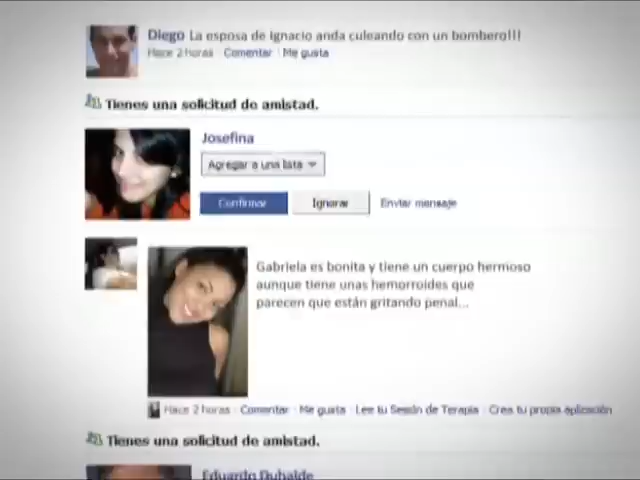 Diego La esposa de Ignacio anda culeando con un bombero!!!
Hace 2 horas · Comentar · Me gusta
Tienes una solicitud de amistad.
Josefina
Agregar a una lista
Confirmar
Ignorar
Enviar mensaje
Gabriela es bonita y tiene un cuerpo hermoso
aunque tiene unas hemorroides que
parecen que están gritando penal...
Hace 2 horas · Comentar · Me gusta · Lee tu Sesión de Terapia · Crea tu propia aplicación
Tienes una solicitud de amistad.
Eduardo Duhalde